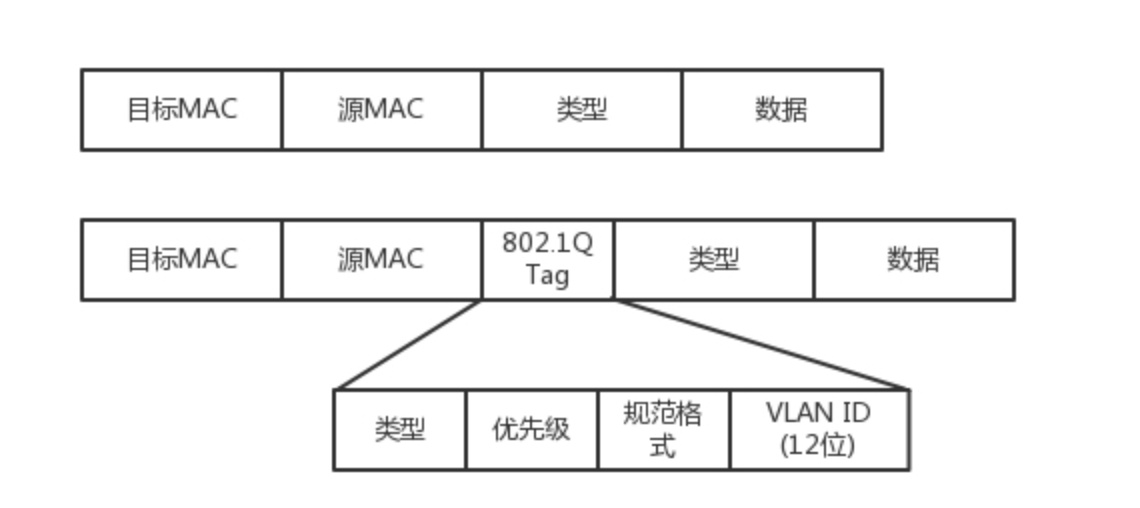 目标MAC 源MAC 类型 数据
目标MAC 源MAC 802.1Q Tag 类型 数据
类型 优先级 规范格式 VLAN ID (12位)